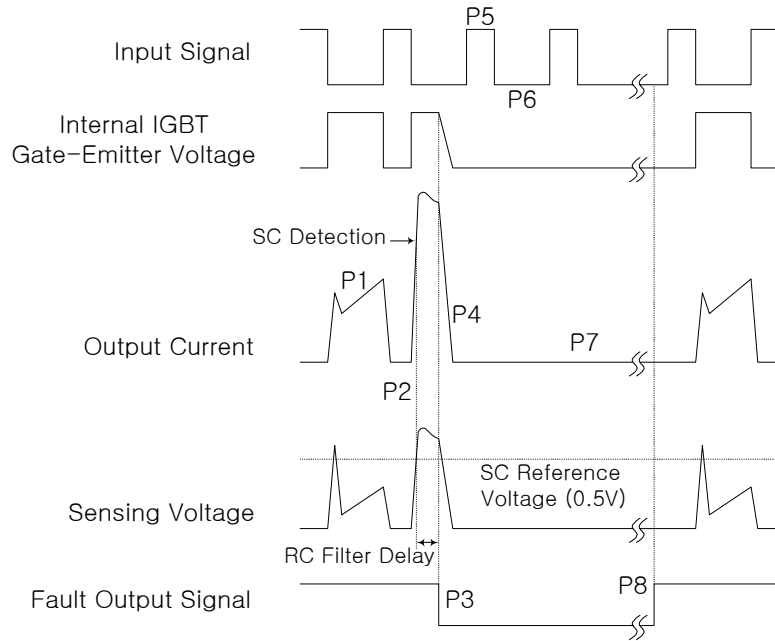 P5
Input Signal
P6
Internal IGBT
Gate-Emitter Voltage
SC Detection
P1
P4
Output Current
P7
P2
SC Reference
Voltage (0.5V)
Sensing Voltage
RC Filter Delay
P3
P8
Fault Output Signal